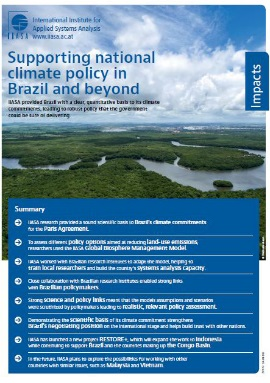 IIASA
International Institute for
Applied Systems Analysis
www.iiasa.ac.at
Supporting national
climate policy in
Brazil and beyond
IIASA provided Brazil with a clear, quantitative basis to its climate
commitments, leading to robust policy that the government
could be sure of delivering
Impacts
Summary
IIASA research provided a sound scientific basis to Brazil's climate commitments
for the Paris Agreement.
To assess different policy options aimed at reducing land-use emissions,
researchers used the IIASA Global Biosphere Management Model.
IIASA worked with Brazilian research institutes to adapt the model, helping to
train local researchers and build the country's systems analysis capacity.
Close collaboration with Brazilian research institutes enabled strong links
with Brazilian policymakers.
Strong science and policy links meant that the models assumptions and scenarios
were scrutinized by policymakers leading to realistic, relevant policy assessment.
Demonstrating the scientific basis of its climate commitment strengthens
Brazil's negotiating position on the international stage and helps build trust with other nations.
IIASA has launched a new project RESTORE+, which will expand the work to Indonesia
while continuing to support Brazil and the countries making up the Congo Basin.
In the future, IIASA plans to explore the possibilities for working with other
countries with similar issues, such as Malaysia and Vietnam.